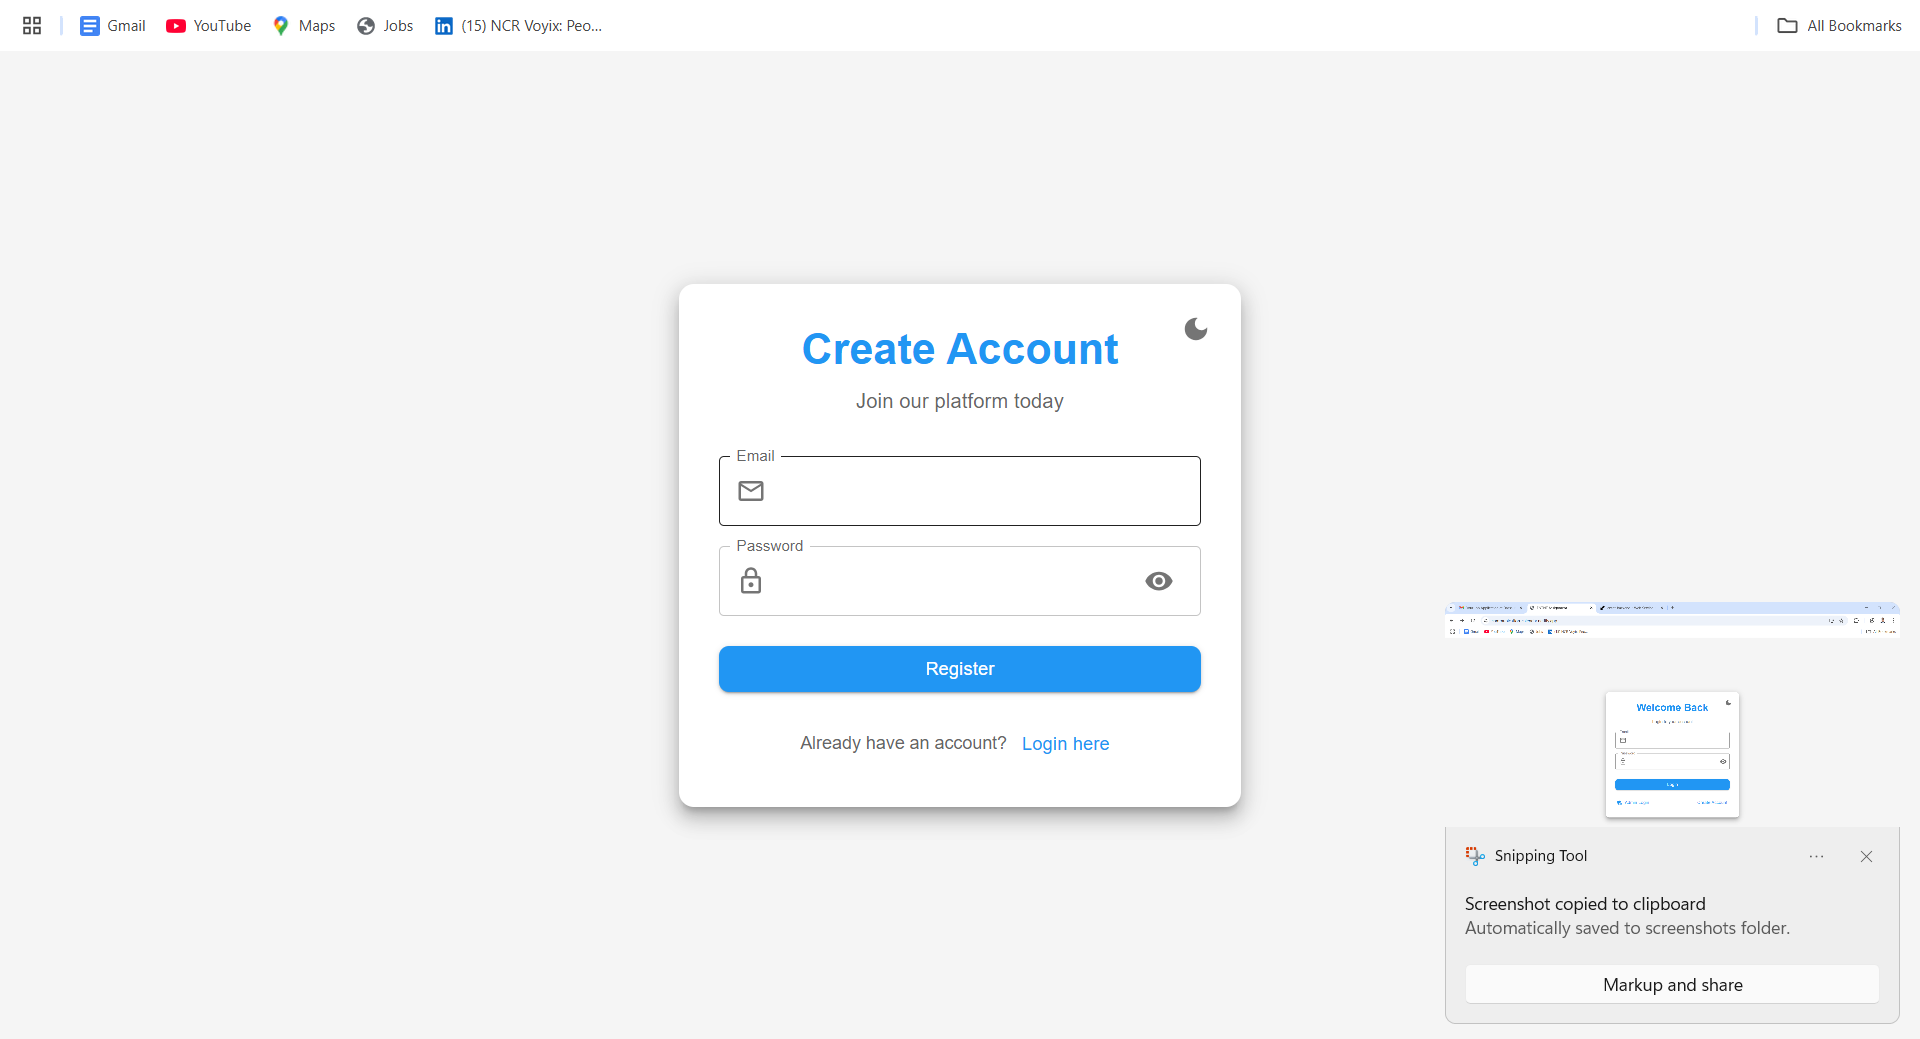 Gmail
YouTube
Maps
Jobs
(15) NCR Voyix: Peo...
All Bookmarks
Create Account
Join our platform today
Email
Password
Register
Already have an account? Login here
Welcome Back
Create Account
Snipping Tool
Screenshot copied to clipboard
Automatically saved to screenshots folder.
Markup and share